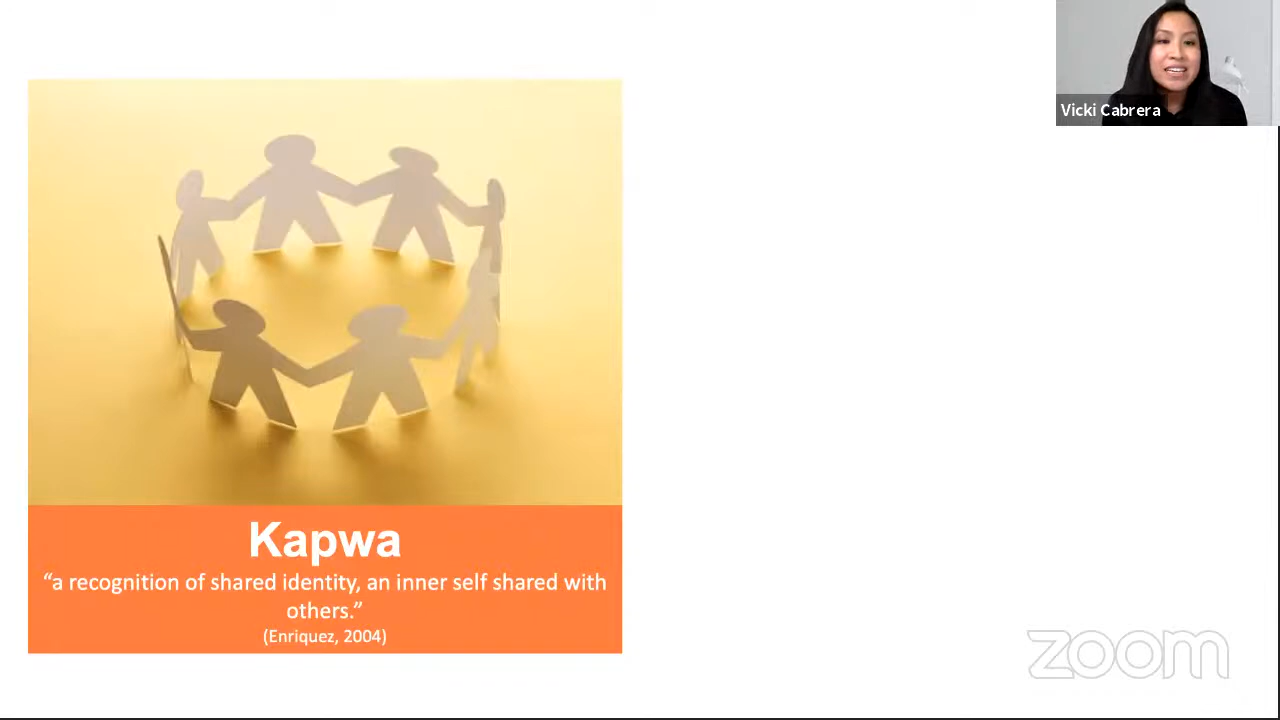 Vicki Cabrera
Kapwa
“a recognition of shared identity, an inner self shared with
others.”
(Enriquez, 2004)
zoom